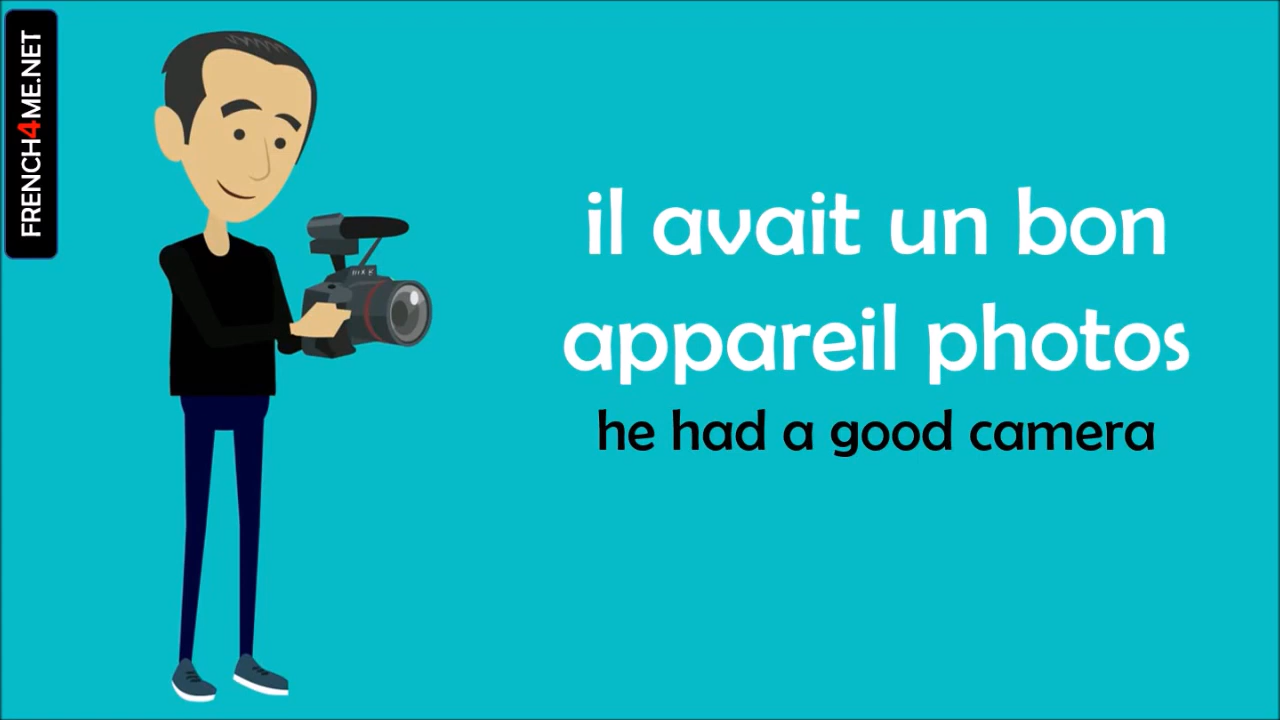 FRENCH4ME.NET
il avait un bon
appareil photos
he had a good camera